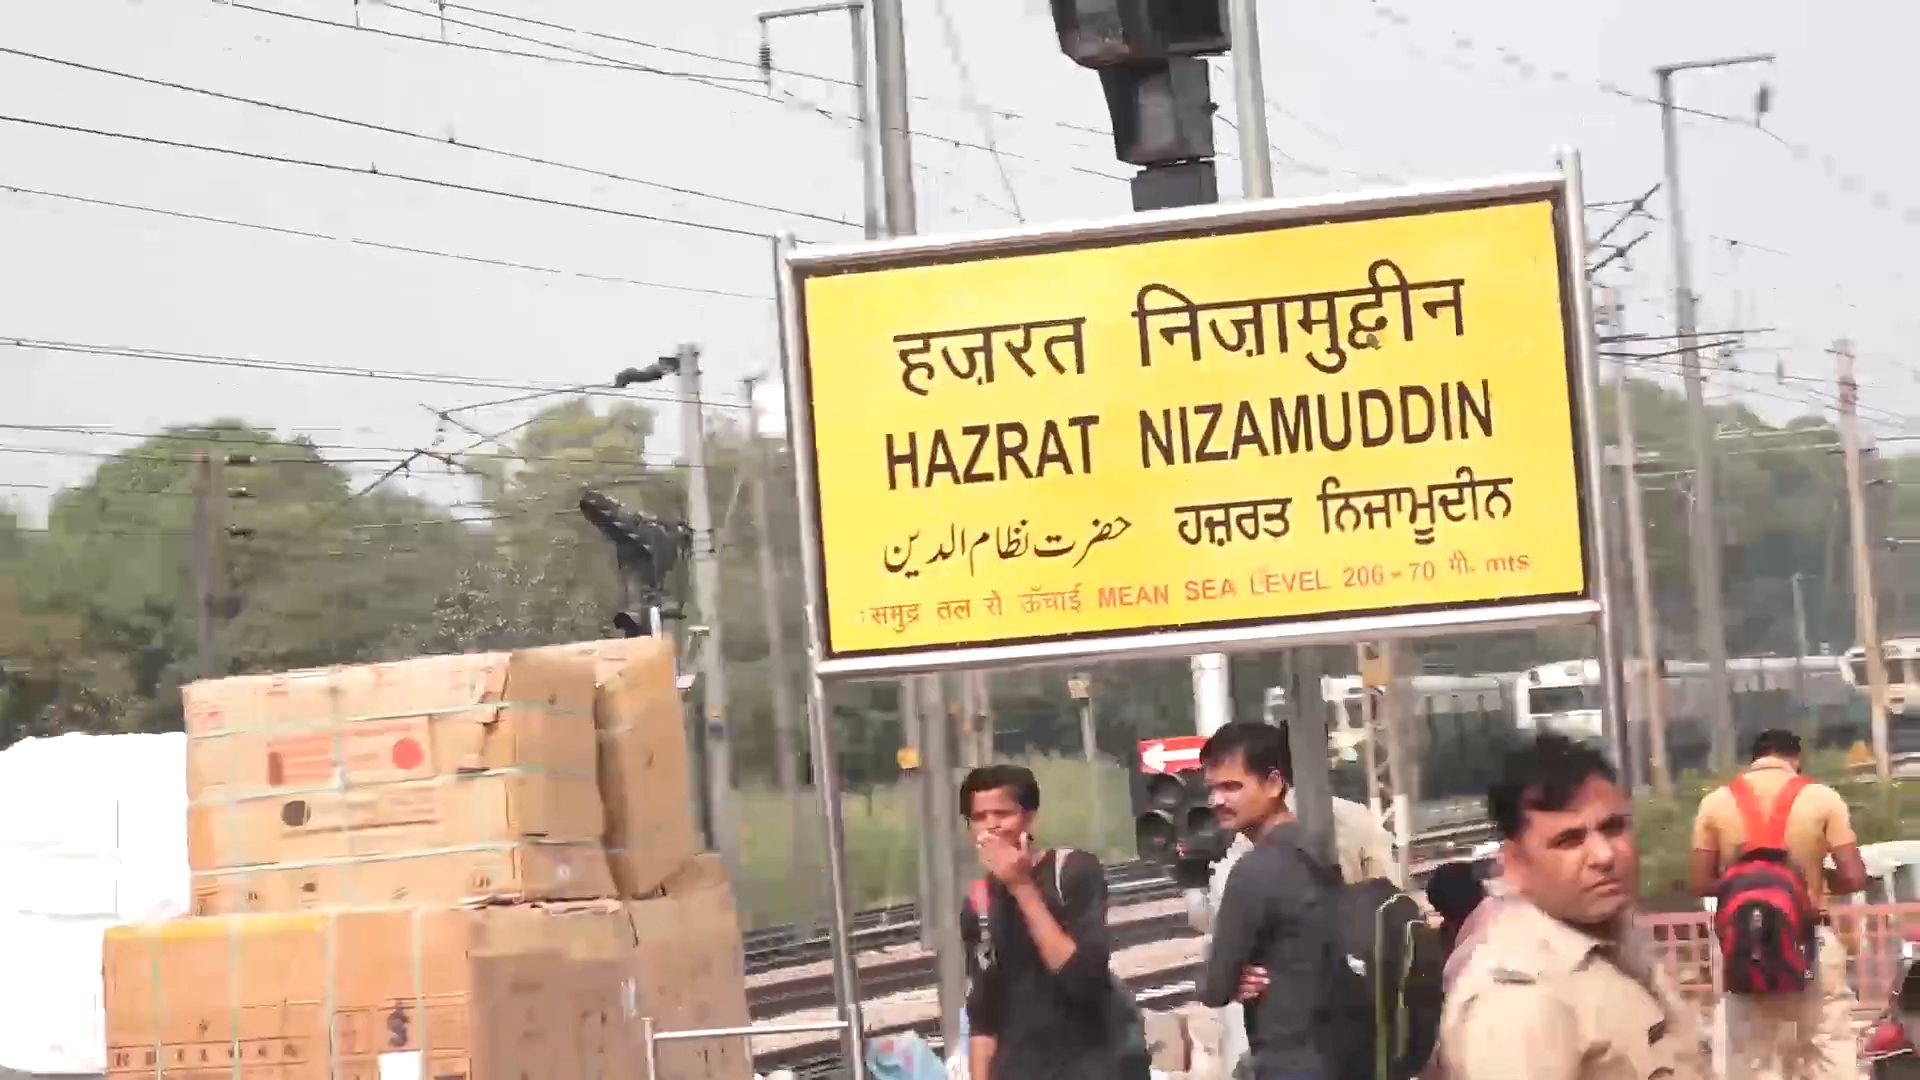 हज़रत निज़ामुद्दीन
HAZRAT NIZAMUDDIN
حضرت نظام الدین ਹਜ਼ਰਤ ਨਿਜਾਮੂਦੀਨ
समुद्र तल से ऊँचाई MEAN SEA LEVEL 206-70 मी. mts